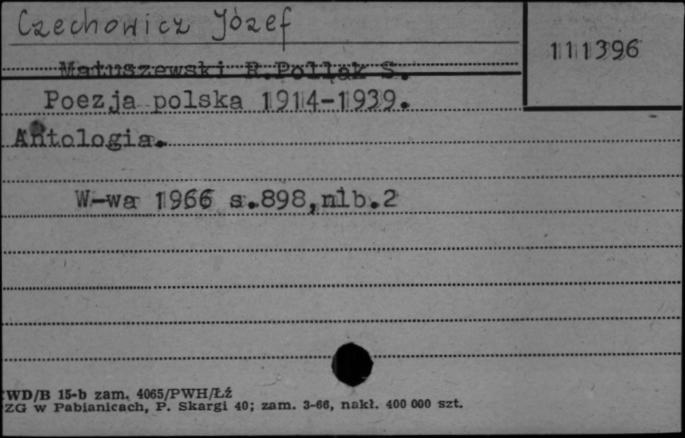 Czechowicz Józef
111396
Matuszewski R.Pollak S.
Poezja polska 1914-1939.
Antologia.
W-wa 1966 s.898,nlb.2
WD/B 15-b zam. 4065/PWH/Łź
ZG w Pabianicach, P. Skargi 40; zam. 3-66, nakł. 400 000 szt.